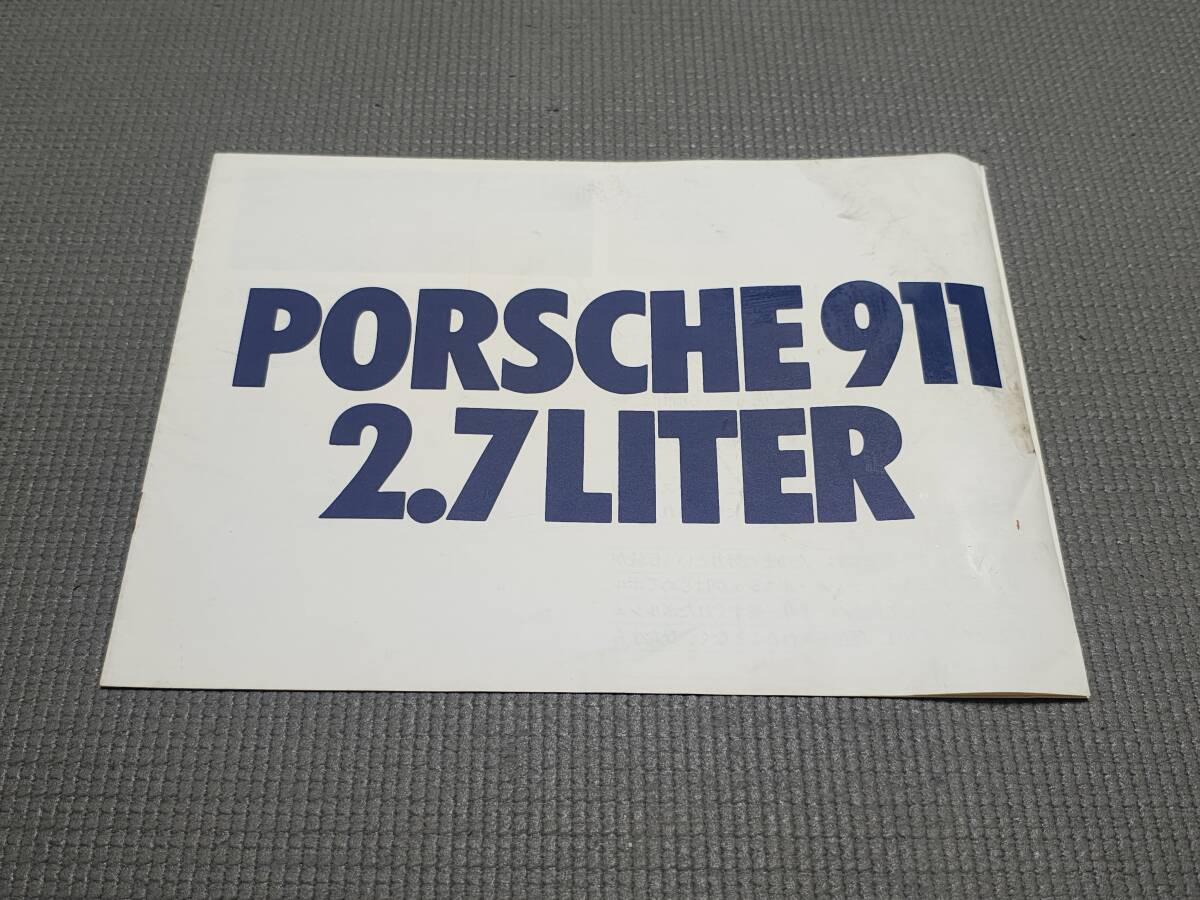 PORSCHE 911
2.7 LITER